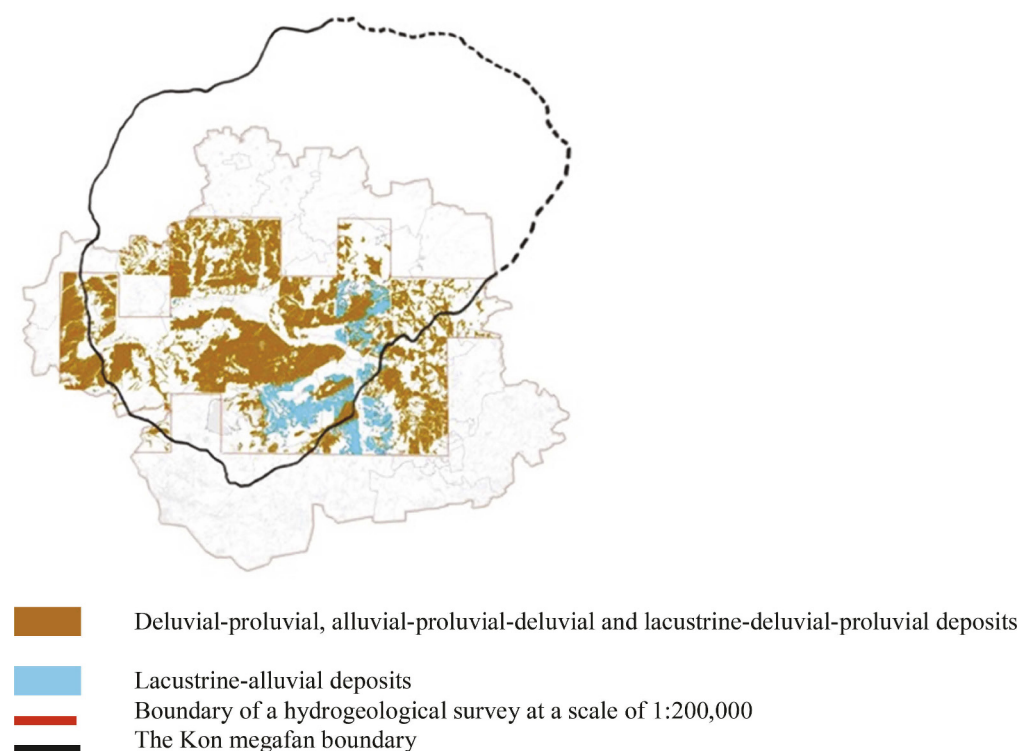 Deluvial-proluvial, alluvial-proluvial-deluvial and lacustrine-deluvial-proluvial deposits
Lacustrine-alluvial deposits
Boundary of a hydrogeological survey at a scale of 1:200,000
The Kon megafan boundary